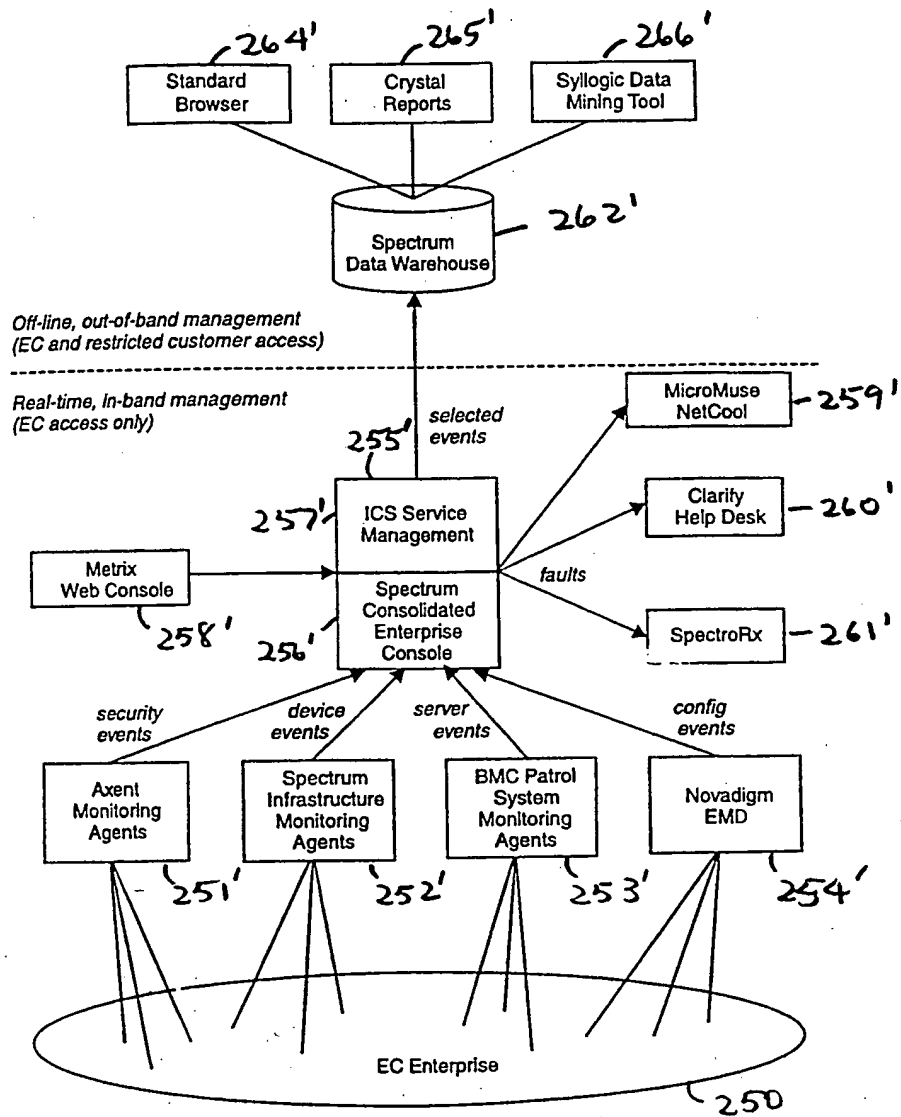 264'
265'
266'
Standard
Browser
Crystal
Reports
Syllogic Data
Mining Tool
Spectrum
Data Warehouse
262'
Off-line, out-of-band management
(EC and restricted customer access)
Real-time, in-band management
(EC access only)
selected
events
MicroMuse
NetCool
259'
255'
257'
ICS Service
Management
Clarify
Help Desk
260'
Metrix
Web Console
258'
Spectrum
Consolidated
Enterprise
Console
256'
faults
SpectroRx
261'
security
events
device
events
server
events
config
events
Axent
Monitoring
Agents
251'
Spectrum
Infrastructure
Monitoring
Agents
252'
BMC Patrol
System
Monitoring
Agents
253'
Novadigm
EMD
254'
EC Enterprise
250